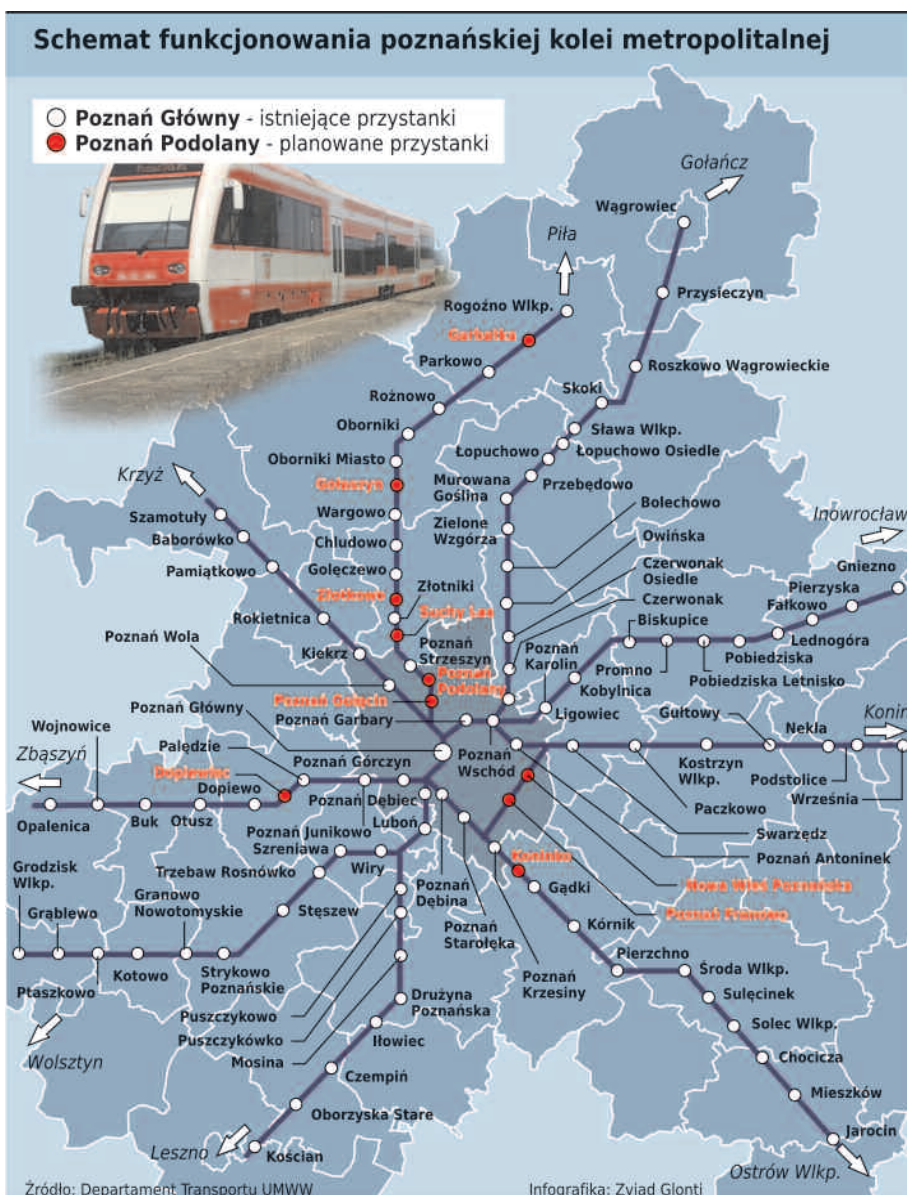 Schemat funkcjonowania poznańskiej kolei metropolitalnej
Poznań Główny - istniejące przystanki
Poznań Podolany - planowane przystanki
Gołańcz
Wągrowiec
Piła
Przysieczyn
Rogoźno Wlkp.
Parkowo
Roszkowo Wągrowieckie
Rożnowo
Skoki
Oborniki
Sława Wlkp.
Łopuchowo
Łopuchowo Osiedle
Oborniki Miasto
Krzyż
Murowana
Goślina
Przebędowo
Bolechowo
Inowrocław
Szamotuły
Wargowo
Zielone
Wzgórza
Owińska
Baborówko
Chludowo
Czerwonak
Osiedle
Gniezno
Pamiątkowo
Golęczewo
Pierzyska
Złotniki
Czerwonak
Fałkowo
Rokietnica
Suchy Las
Biskupice
Lednogóra
Poznań Wola
Kiekrz
Poznań
Strzeszyn
Poznań
Karolin
Promno
Pobiedziska
Poznań
Podolany
Kobylnica
Pobiedziska Letnisko
Poznań Główny
Poznań Garbary
Ligowiec
Gułtowy
Nekla
Konin
Wojnowice
Zbąszyń
Palędzie
Poznań Górczyn
Poznań
Wschód
Kostrzyn
Wlkp.
Podstolice
Dopiewiec
Dopiewo
Poznań Dębiec
Paczkowo
Września
Opalenica
Buk
Otusz
Luboń
Swarzędz
Poznań Junikowo
Szreniawa
Poznań Antoninek
Grodzisk
Wlkp.
Trzebaw Rosnówko
Wiry
Poznań
Dębina
Gądki
Nowa Wieś Poznańska
Granowo
Nowotomyskie
Stęszew
Poznań Franowo
Grąblewo
Poznań
Starołęka
Kórnik
Pierzchno
Kotowo
Strykowo
Poznańskie
Poznań
Krzesiny
Środa Wlkp.
Ptaszkowo
Puszczykowo
Drużyna
Poznańska
Sulęcinek
Puszczykówko
Solec Wlkp.
Wolsztyn
Mosina
Iłowiec
Chocicza
Czempiń
Mieszków
Oborzyska Stare
Leszno
Kościan
Jarocin
Ostrów Wlkp.
Źródło: Departament Transportu UMWW
Infografika: Zviad Glonti